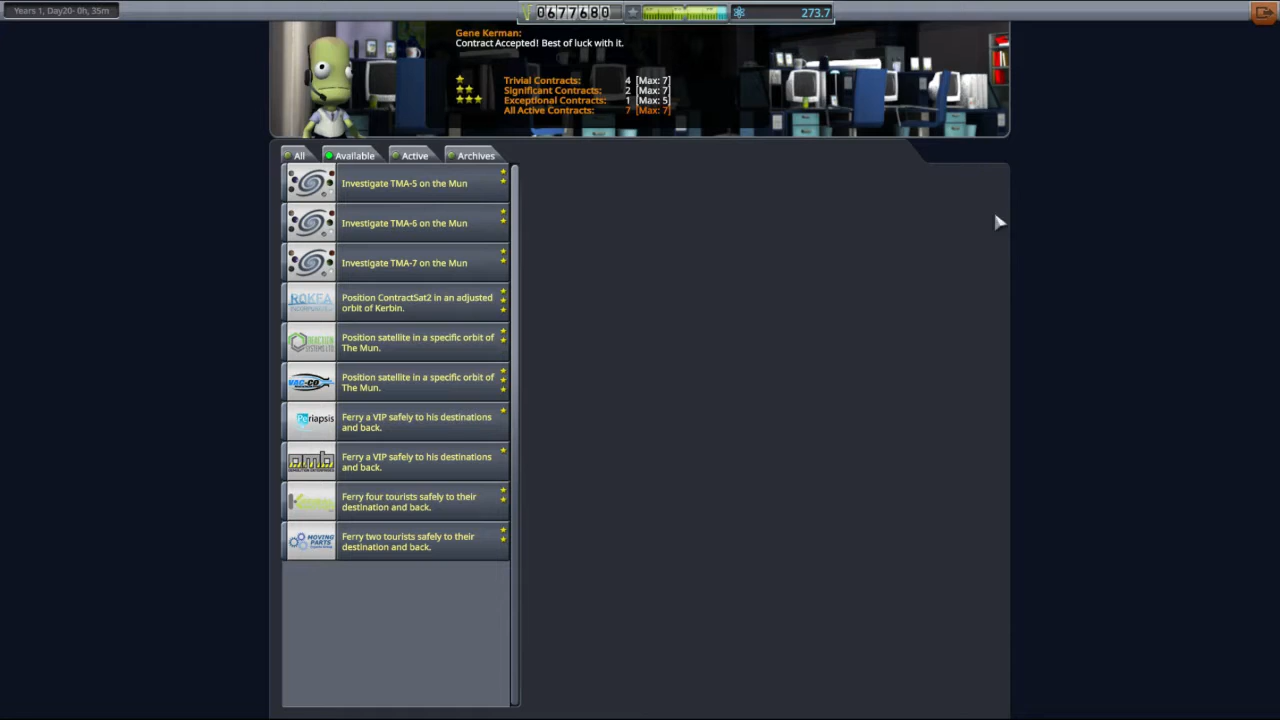 Years 1, Day20- 0h, 35m
0677680
273.7
Gene Kerman:
Contract Accepted! Best of luck with it.
Trivial Contracts: 4 [Max: 7]
Significant Contracts: 2 [Max: 7]
Exceptional Contracts: 1 [Max: 5]
All Active Contracts: 7 [Max: 7]
All Available Active Archives
Investigate TMA-5 on the Mun
Investigate TMA-6 on the Mun
Investigate TMA-7 on the Mun
ROKEA
Position ContractSat2 in an adjusted
orbit of Kerbin.
Position satellite in a specific orbit of
The Mun.
VAC-CO
Position satellite in a specific orbit of
The Mun.
Periapsis
Ferry a VIP safely to his destinations
and back.
Ferry a VIP safely to his destinations
and back.
Ferry four tourists safely to their
destination and back.
MOVING
PARTS
Ferry two tourists safely to their
destination and back.